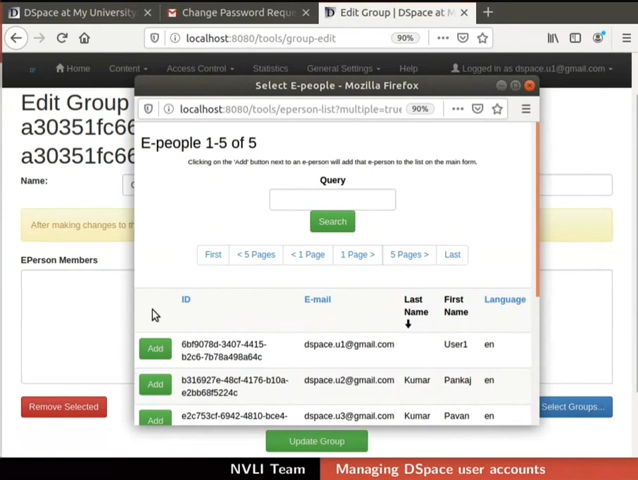 DSpace at My University
Change Password Reque
Edit Group | DSpace at M
localhost:8080/tools/group-edit
90%
Home
Content
Access Control
Statistics
General Settings
Help
Logged in as dspace.u1@gmail.com
Edit Group
a30351fc66
a30351fc66
Name:
After making changes to th
EPerson Members
Remove Selected
Select Groups...
Update Group
Select E-people - Mozilla Firefox
localhost:8080/tools/eperson-list?multiple=true
90%
E-people 1-5 of 5
Clicking on the 'Add' button next to an e-person will add that e-person to the list on the main form.
Query
Search
First < 5 Pages < 1 Page 1 Page > 5 Pages > Last
ID E-mail Last Name First Name Language
Add 6bf9078d-3407-4415- dspace.u1@gmail.com User1 en
b2c6-7b78a498a64c
Add b316927e-48cf-4176-b10a- dspace.u2@gmail.com Kumar Pankaj en
e2bb68f5224c
Add e2c753cf-6942-4810-bce4- dspace.u3@gmail.com Kumar Pavan en
NVLI Team Managing DSpace user accounts